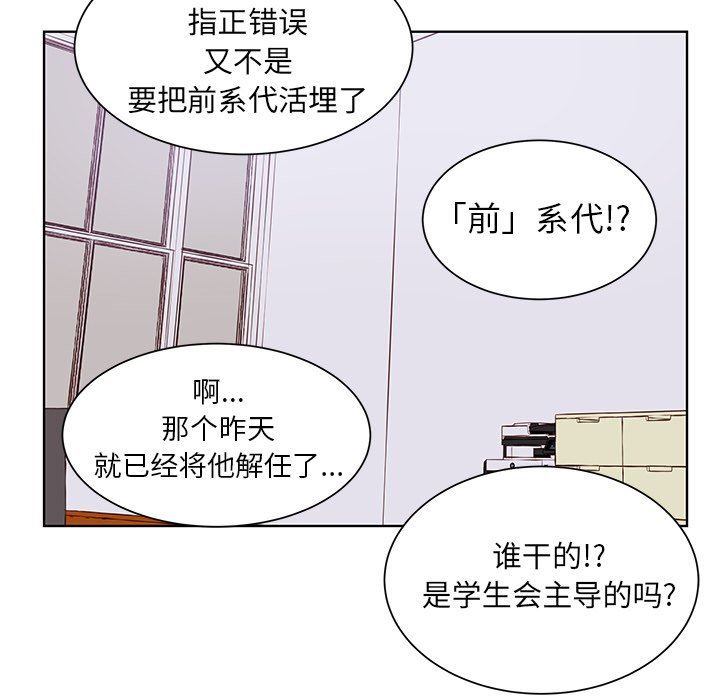 指正错误
又不是
要把前系代活埋了
「前」系代!?
啊...
那个昨天
就已经将他解任了...
谁干的!?
是学生会主导的吗?